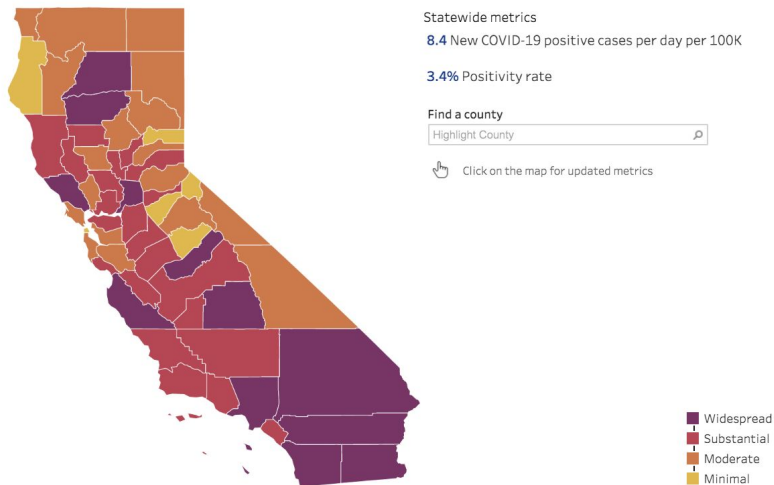 Statewide metrics
8.4 New COVID-19 positive cases per day per 100K
3.4% Positivity rate
Find a county
Highlight County
Click on the map for updated metrics
Widespread
Substantial
Moderate
Minimal